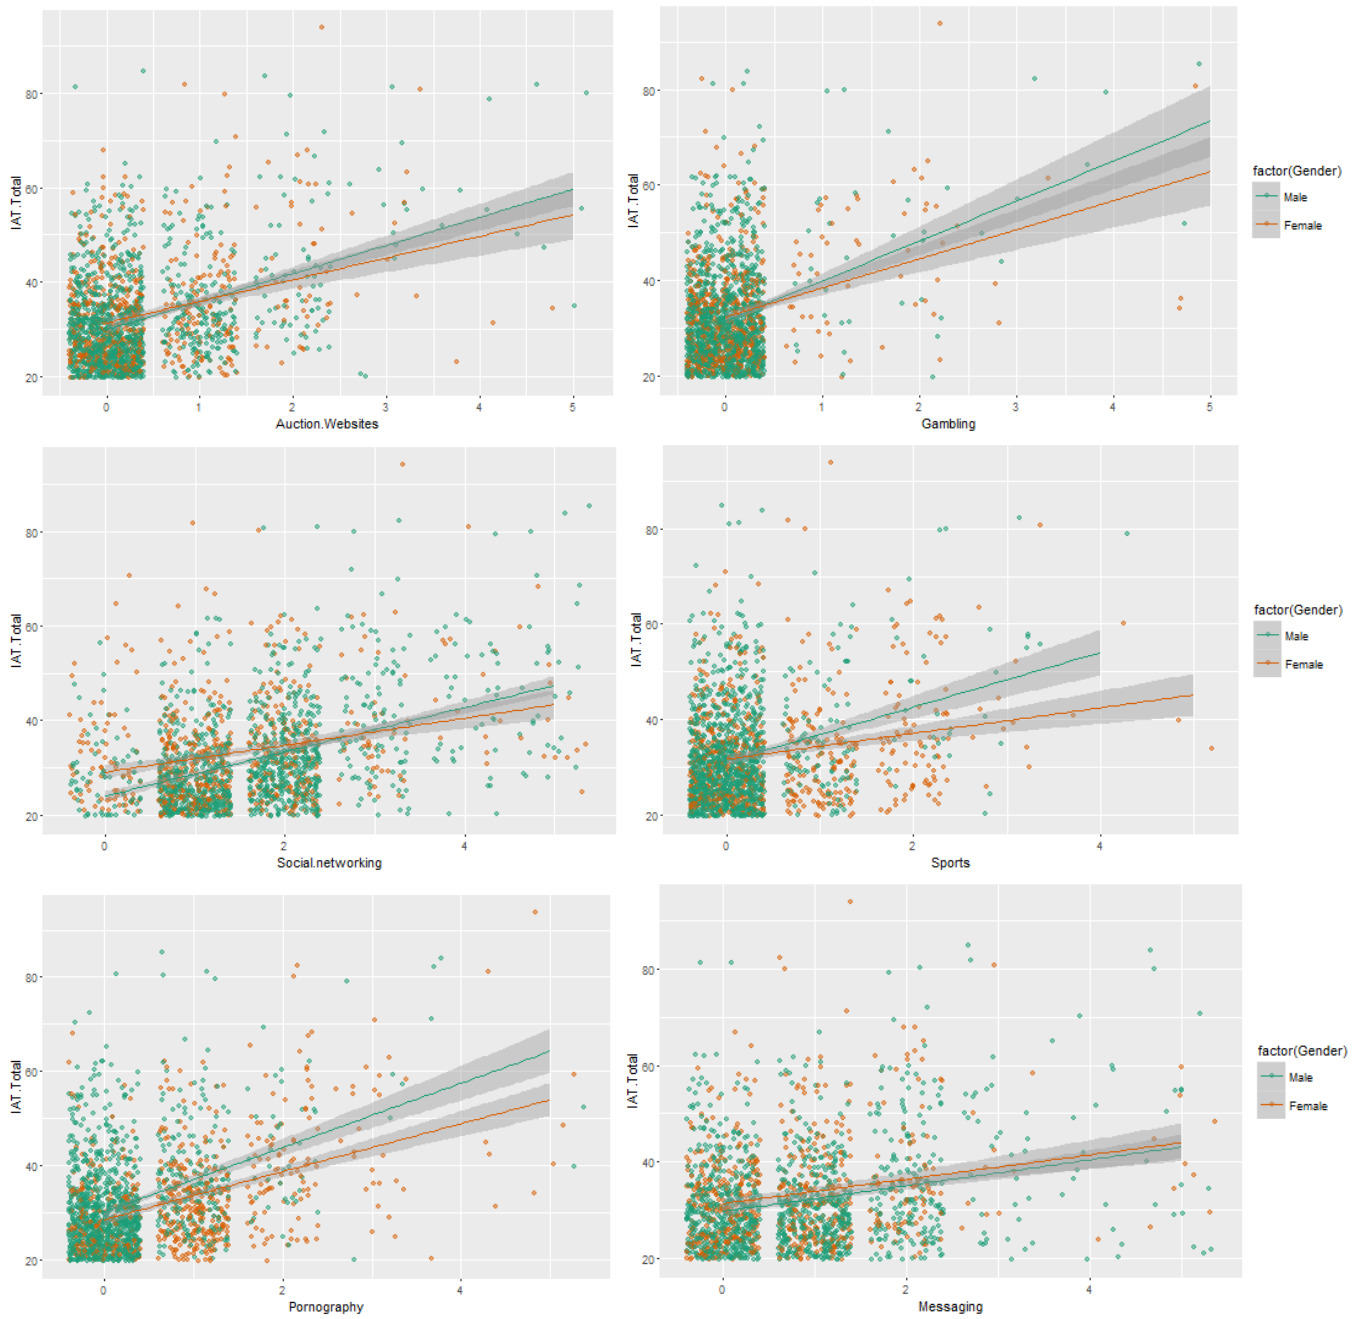 80
60
40
20
IAT.Total
0 1 2 3 4 5
Auction.Websites
80
60
40
20
IAT.Total
0 1 2 3 4 5
Gambling
factor(Gender)
Male
Female
80
60
40
20
IAT.Total
0 2 4
Social.networking
80
60
40
20
IAT.Total
0 2 4
Sports
factor(Gender)
Male
Female
80
60
40
20
IAT.Total
0 2 4
Pornography
80
60
40
20
IAT.Total
0 2 4
Messaging
factor(Gender)
Male
Female